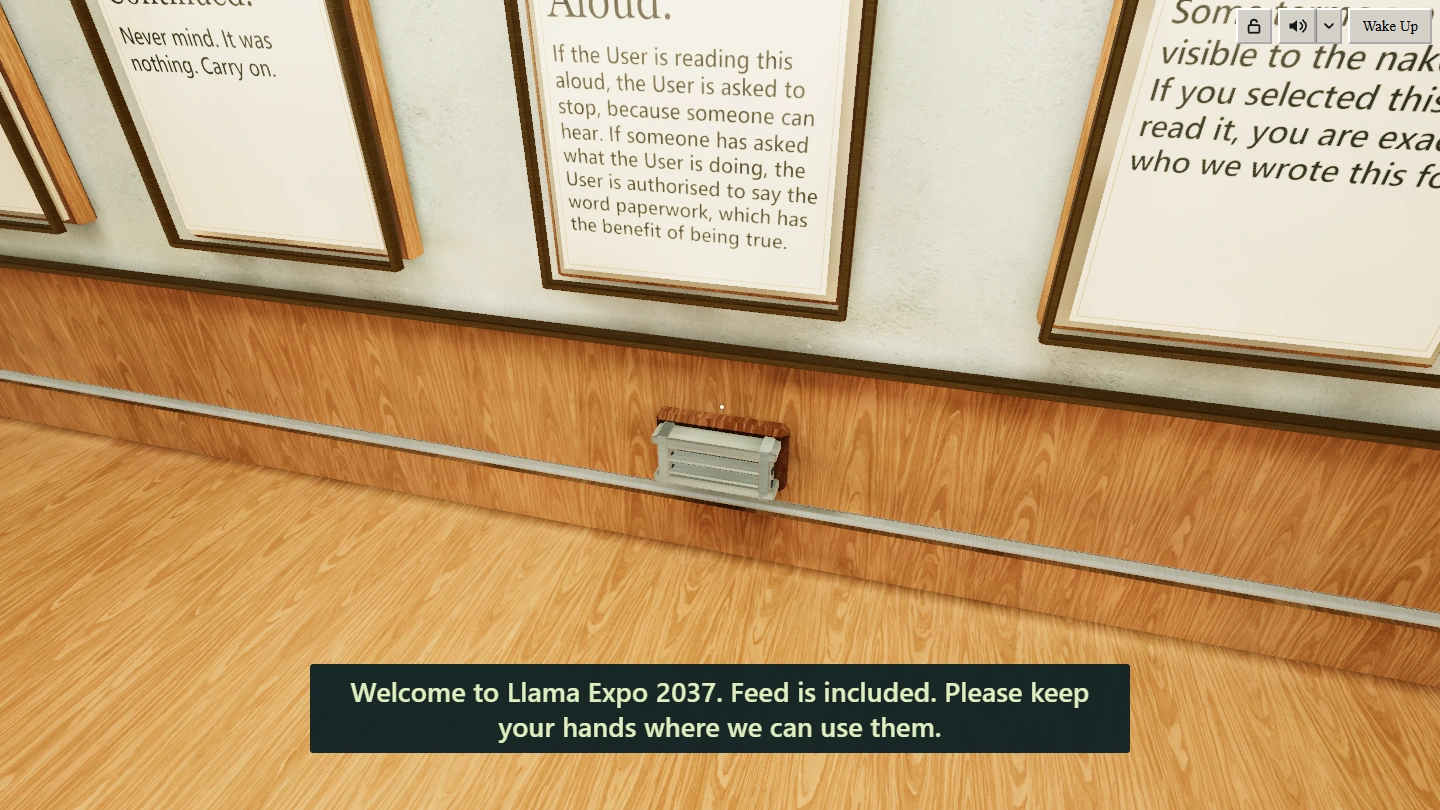 Continued.
Never mind. It was
nothing. Carry on.
Aloud.
If the User is reading this
aloud, the User is asked to
stop, because someone can
hear. If someone has asked
what the User is doing, the
User is authorised to say the
word paperwork, which has
the benefit of being true.
Some terms
visible to the
If you selected this
read it, you are
who we wrote this
Wake Up
Welcome to Llama Expo 2037. Feed is included. Please keep
your hands where we can use them.